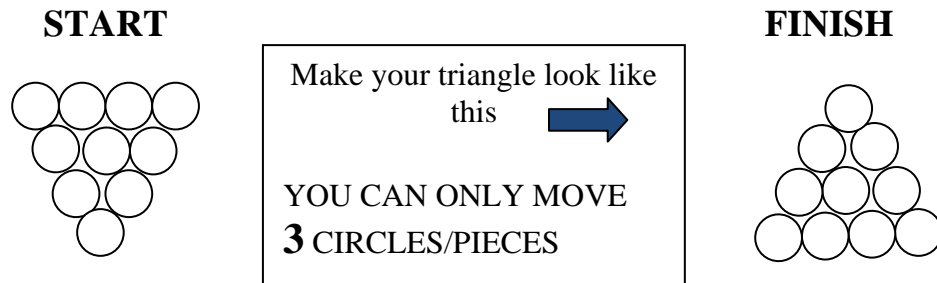 START
FINISH
Make your triangle look like
this
YOU CAN ONLY MOVE
3 CIRCLES/PIECES